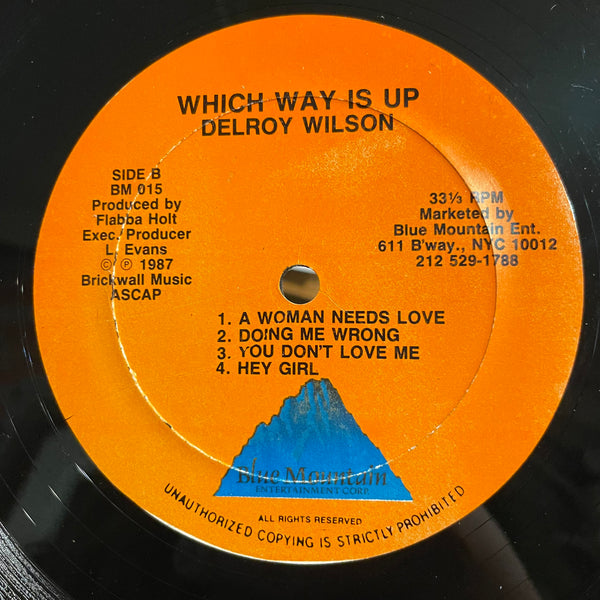 WHICH WAY IS UP
DELROY WILSON
SIDE B
BM 015
Produced by
Flabba Holt
Exec. Producer
L. Evans
© ℗ 1987
Brickwall Music
ASCAP
33⅓ RPM
Marketed by
Blue Mountain Ent.
611 B'way., NYC 10012
212 529-1788
1. A WOMAN NEEDS LOVE
2. DOING ME WRONG
3. YOU DON'T LOVE ME
4. HEY GIRL
Blue Mountain
ENTERTAINMENT CORP.
ALL RIGHTS RESERVED
UNAUTHORIZED COPYING IS STRICTLY PROHIBITED